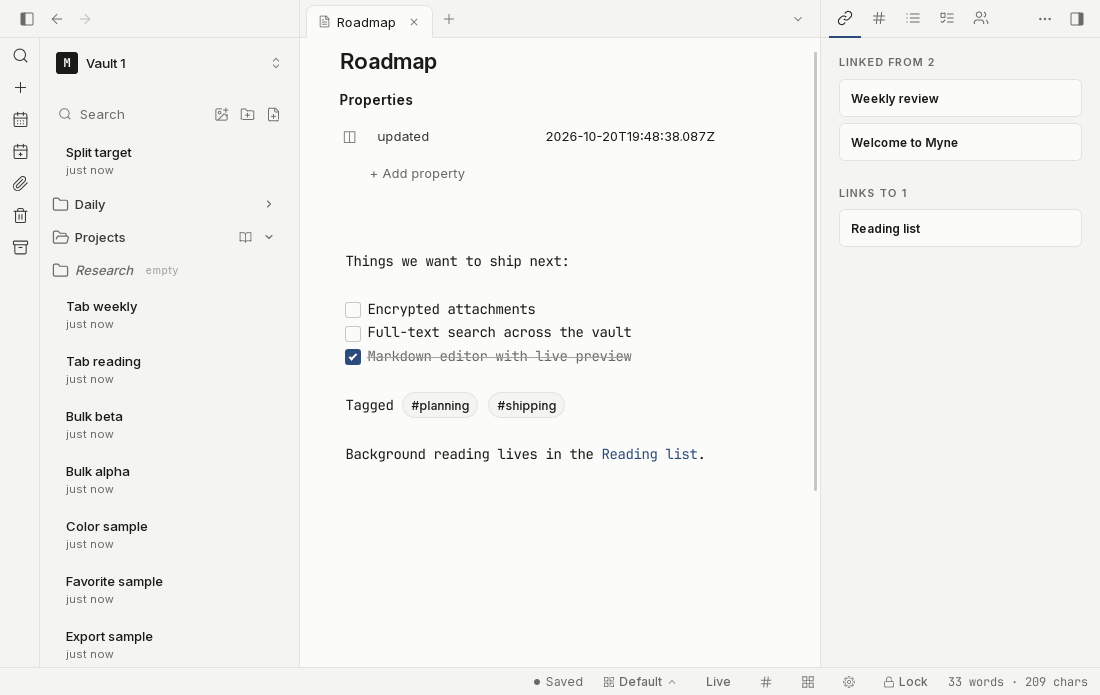 Roadmap
M Vault 1
Search
Split target
just now
Daily
Projects
Research empty
Tab weekly
just now
Tab reading
just now
Bulk beta
just now
Bulk alpha
just now
Color sample
just now
Favorite sample
just now
Export sample
just now
Roadmap
Properties
updated 2026-10-20T19:48:38.087Z
+ Add property
Things we want to ship next:
Encrypted attachments
Full-text search across the vault
Markdown editor with live preview
Tagged #planning #shipping
Background reading lives in the Reading list.
LINKED FROM 2
Weekly review
Welcome to Myne
LINKS TO 1
Reading list
Saved Default Live Lock 33 words · 209 chars